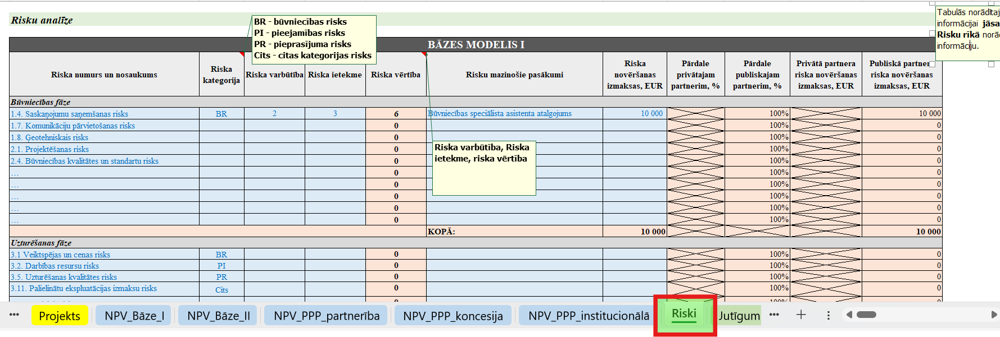 Risku analīze
BR - būvniecības risks
PI - pieejamības risks
PR - pieprasījuma risks
Cits - citas kategorijas risks
Tabulās norādītaj
informācijai jāsa
Risku rīkā norād
informāciju.
BĀZES MODELIS I
Riska numurs un nosaukums Riska kategorija Riska varbūtība Riska ietekme Riska vērtība Risku mazinošie pasākumi Riska novēršanas izmaksas, EUR Pārdale privātajam partnerim, % Pārdale publiskajam partnerim, % Privātā partnera riska novēršanas izmaksas, EUR Publiskā partnera riska novēršanas izmaksas, EUR
Būvniecības fāze
1.4. Saskaņojumu saņemšanas risks BR 2 3 6 Būvniecības speciālista asistenta atalgojums 10 000 100% 10 000
1.7. Komunikāciju pārvietošanas risks 0 100% 0
1.8. Ģeotehniskais risks 0 100% 0
2.1. Projektēšanas risks 0 100% 0
2.4. Būvniecības kvalitātes un standartu risks 0 100% 0
... 0 100% 0
... 0 100% 0
... 0 100% 0
... 0 100% 0
... 0 100% 0
Riska varbūtība, Riska
ietekme, riska vērtība
KOPĀ: 10 000 10 000
Uzturēšanas fāze
3.1 Veiktspējas un cenas risks BR 0 100% 0
3.2. Darbības resursu risks PI 0 100% 0
3.5. Uzturēšanas kvalitātes risks PR 0 100% 0
3.11. Palielinātu ekspluatācijas izmaksu risks Cits 0 100% 0
0 100% 0
Projekts NPV_Bāze_I NPV_Bāze_II NPV_PPP_partnerība NPV_PPP_koncesija NPV_PPP_institucionālā Riski Jutīgum